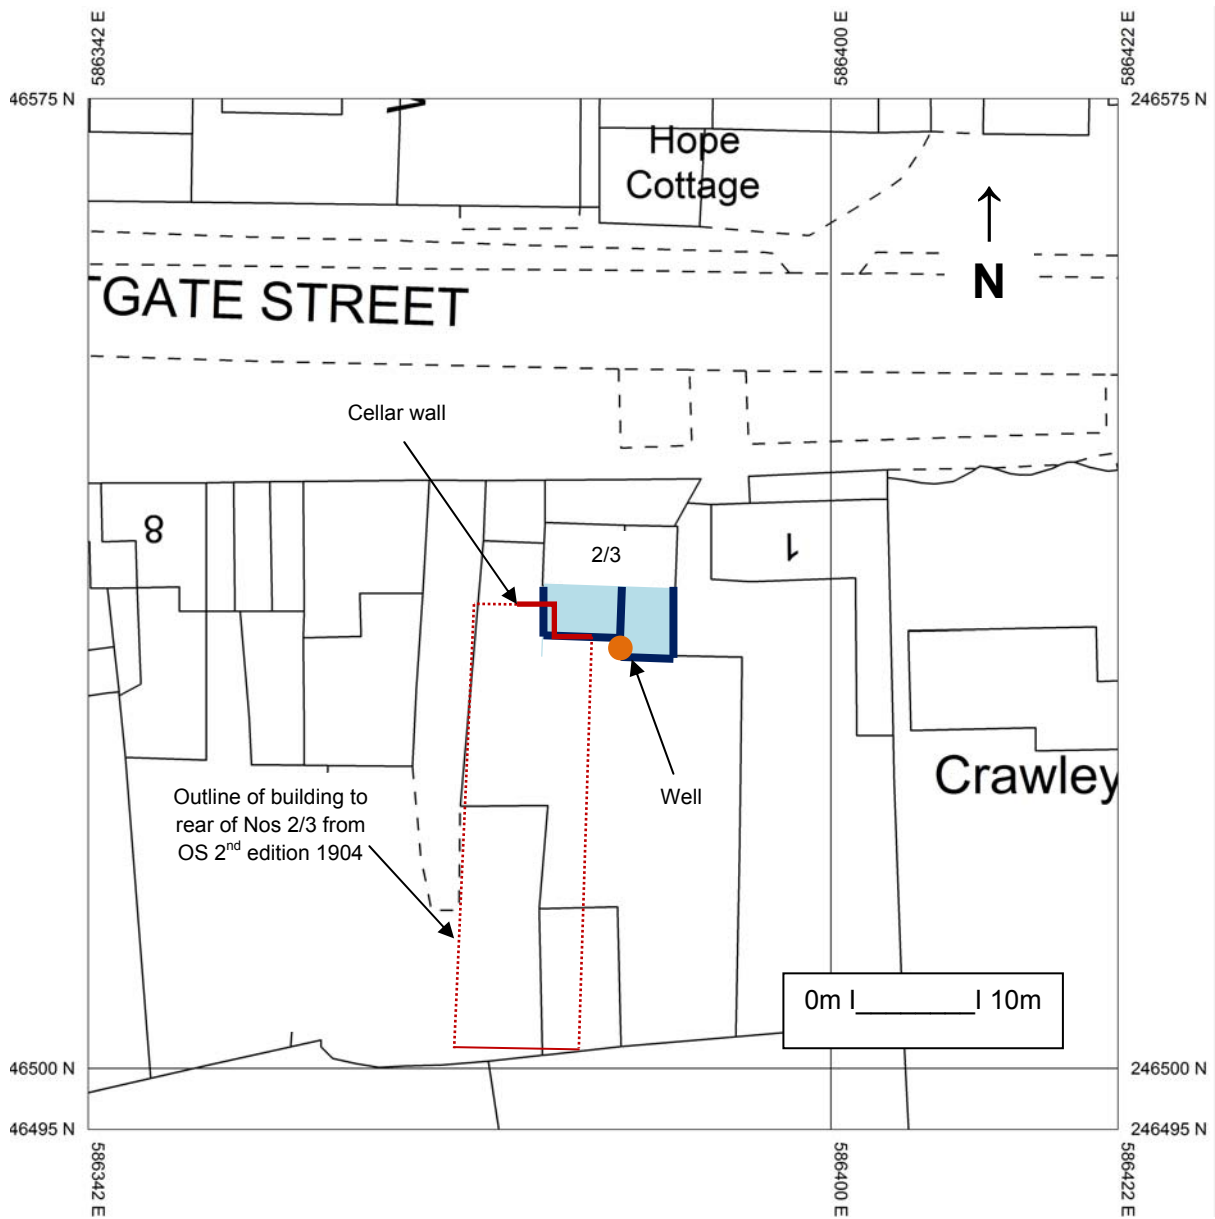 586342 E
586400 E
586422 E
46575 N
246575 N
Hope
Cottage
N
GATE STREET
Cellar wall
8
2/3
1
Crawley
Well
Outline of building to
rear of Nos 2/3 from
OS 2nd edition 1904
0m I________I 10m
46500 N
246500 N
46495 N
246495 N
586342 E
586400 E
586422 E